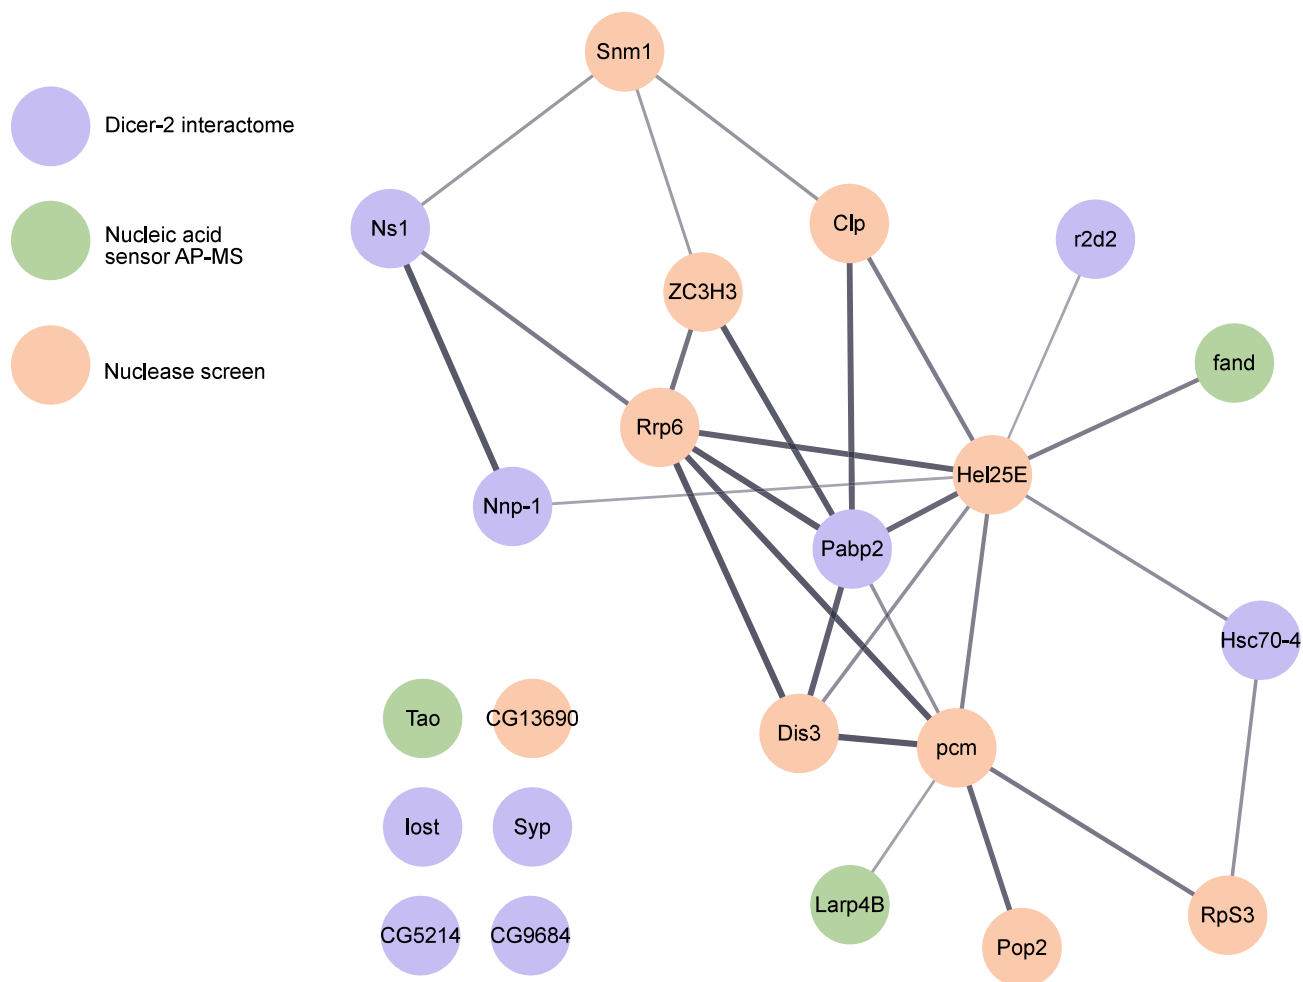 Snm1
Dicer-2 interactome
Ns1
Clp
r2d2
Nucleic acid
sensor AP-MS
ZC3H3
fand
Nuclease screen
Rrp6
Hel25E
Nnp-1
Pabp2
Hsc70-4
Tao
CG13690
Dis3
pcm
lost
Syp
Larp4B
RpS3
CG5214
CG9684
Pop2